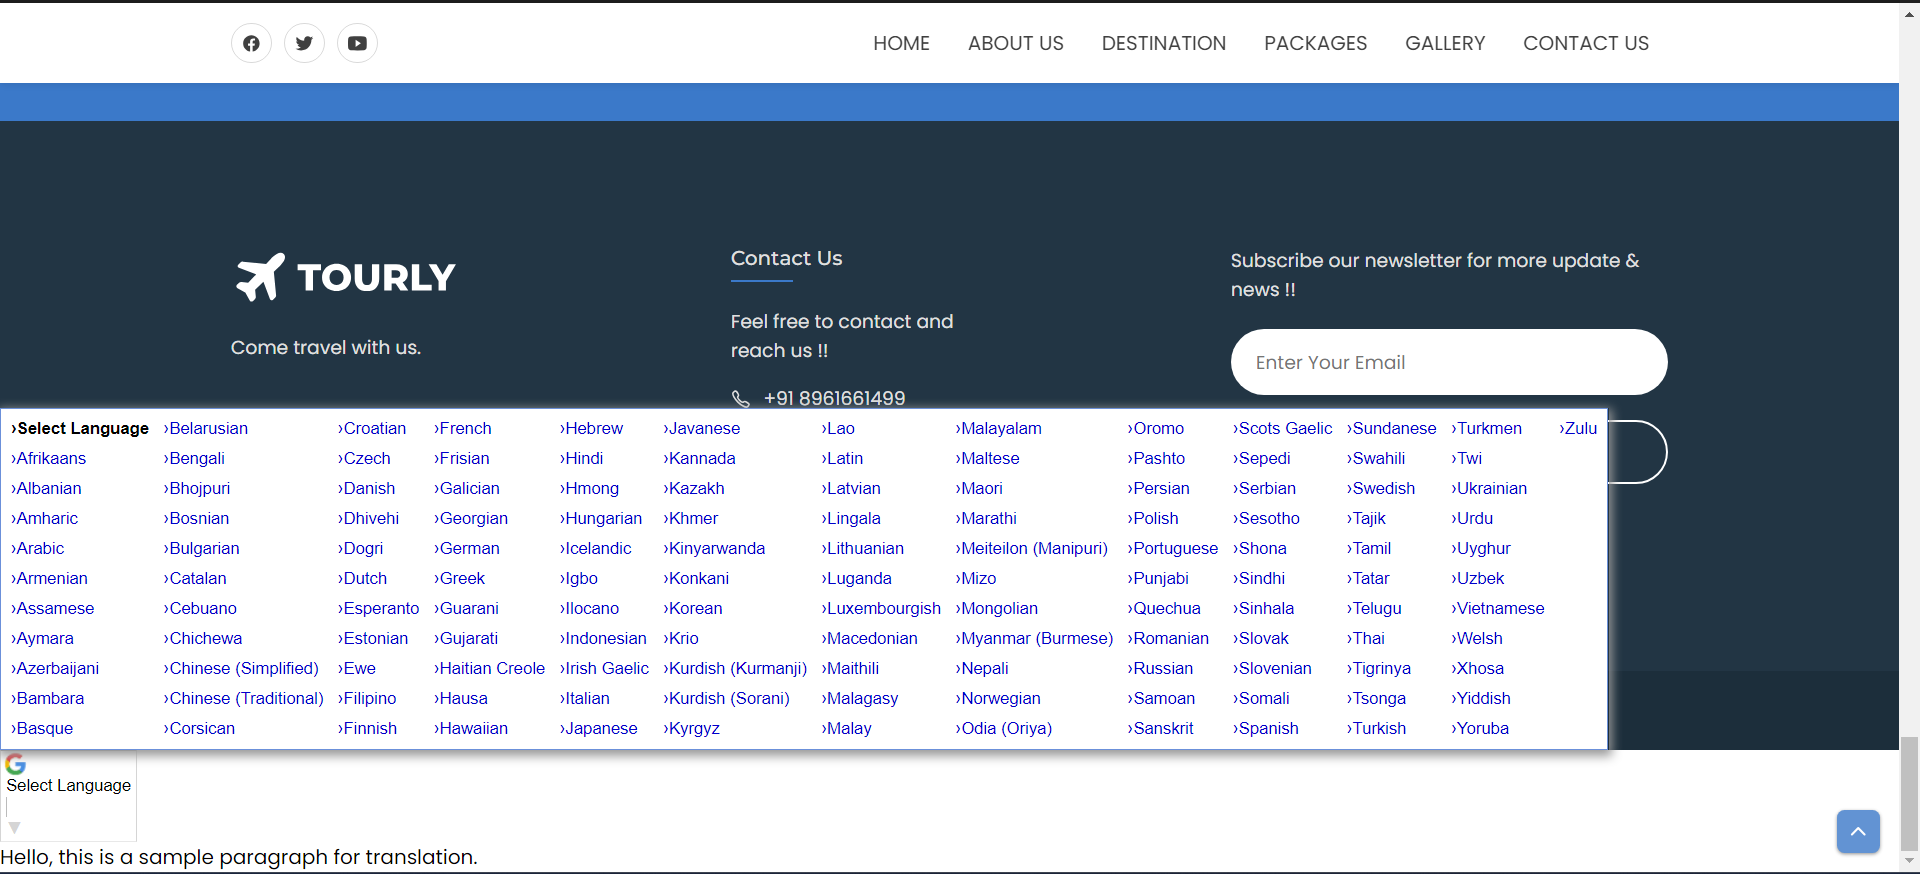 HOME ABOUT US DESTINATION PACKAGES GALLERY CONTACT US
TOURLY
Come travel with us.
Contact Us
Feel free to contact and
reach us !!
+91 8961661499
Subscribe our newsletter for more update &
news !!
Enter Your Email
›Select Language ›Belarusian ›Croatian ›French ›Hebrew ›Javanese ›Lao ›Malayalam ›Oromo ›Scots Gaelic ›Sundanese ›Turkmen ›Zulu
›Afrikaans ›Bengali ›Czech ›Frisian ›Hindi ›Kannada ›Latin ›Maltese ›Pashto ›Sepedi ›Swahili ›Twi
›Albanian ›Bhojpuri ›Danish ›Galician ›Hmong ›Kazakh ›Latvian ›Maori ›Persian ›Serbian ›Swedish ›Ukrainian
›Amharic ›Bosnian ›Dhivehi ›Georgian ›Hungarian ›Khmer ›Lingala ›Marathi ›Polish ›Sesotho ›Tajik ›Urdu
›Arabic ›Bulgarian ›Dogri ›German ›Icelandic ›Kinyarwanda ›Lithuanian ›Meiteilon (Manipuri) ›Portuguese ›Shona ›Tamil ›Uyghur
›Armenian ›Catalan ›Dutch ›Greek ›Igbo ›Konkani ›Luganda ›Mizo ›Punjabi ›Sindhi ›Tatar ›Uzbek
›Assamese ›Cebuano ›Esperanto ›Guarani ›Ilocano ›Korean ›Luxembourgish ›Mongolian ›Quechua ›Sinhala ›Telugu ›Vietnamese
›Aymara ›Chichewa ›Estonian ›Gujarati ›Indonesian ›Krio ›Macedonian ›Myanmar (Burmese) ›Romanian ›Slovak ›Thai ›Welsh
›Azerbaijani ›Chinese (Simplified) ›Ewe ›Haitian Creole ›Irish Gaelic ›Kurdish (Kurmanji) ›Maithili ›Nepali ›Russian ›Slovenian ›Tigrinya ›Xhosa
›Bambara ›Chinese (Traditional) ›Filipino ›Hausa ›Italian ›Kurdish (Sorani) ›Malagasy ›Norwegian ›Samoan ›Somali ›Tsonga ›Yiddish
›Basque ›Corsican ›Finnish ›Hawaiian ›Japanese ›Kyrgyz ›Malay ›Odia (Oriya) ›Sanskrit ›Spanish ›Turkish ›Yoruba
Select Language
Hello, this is a sample paragraph for translation.